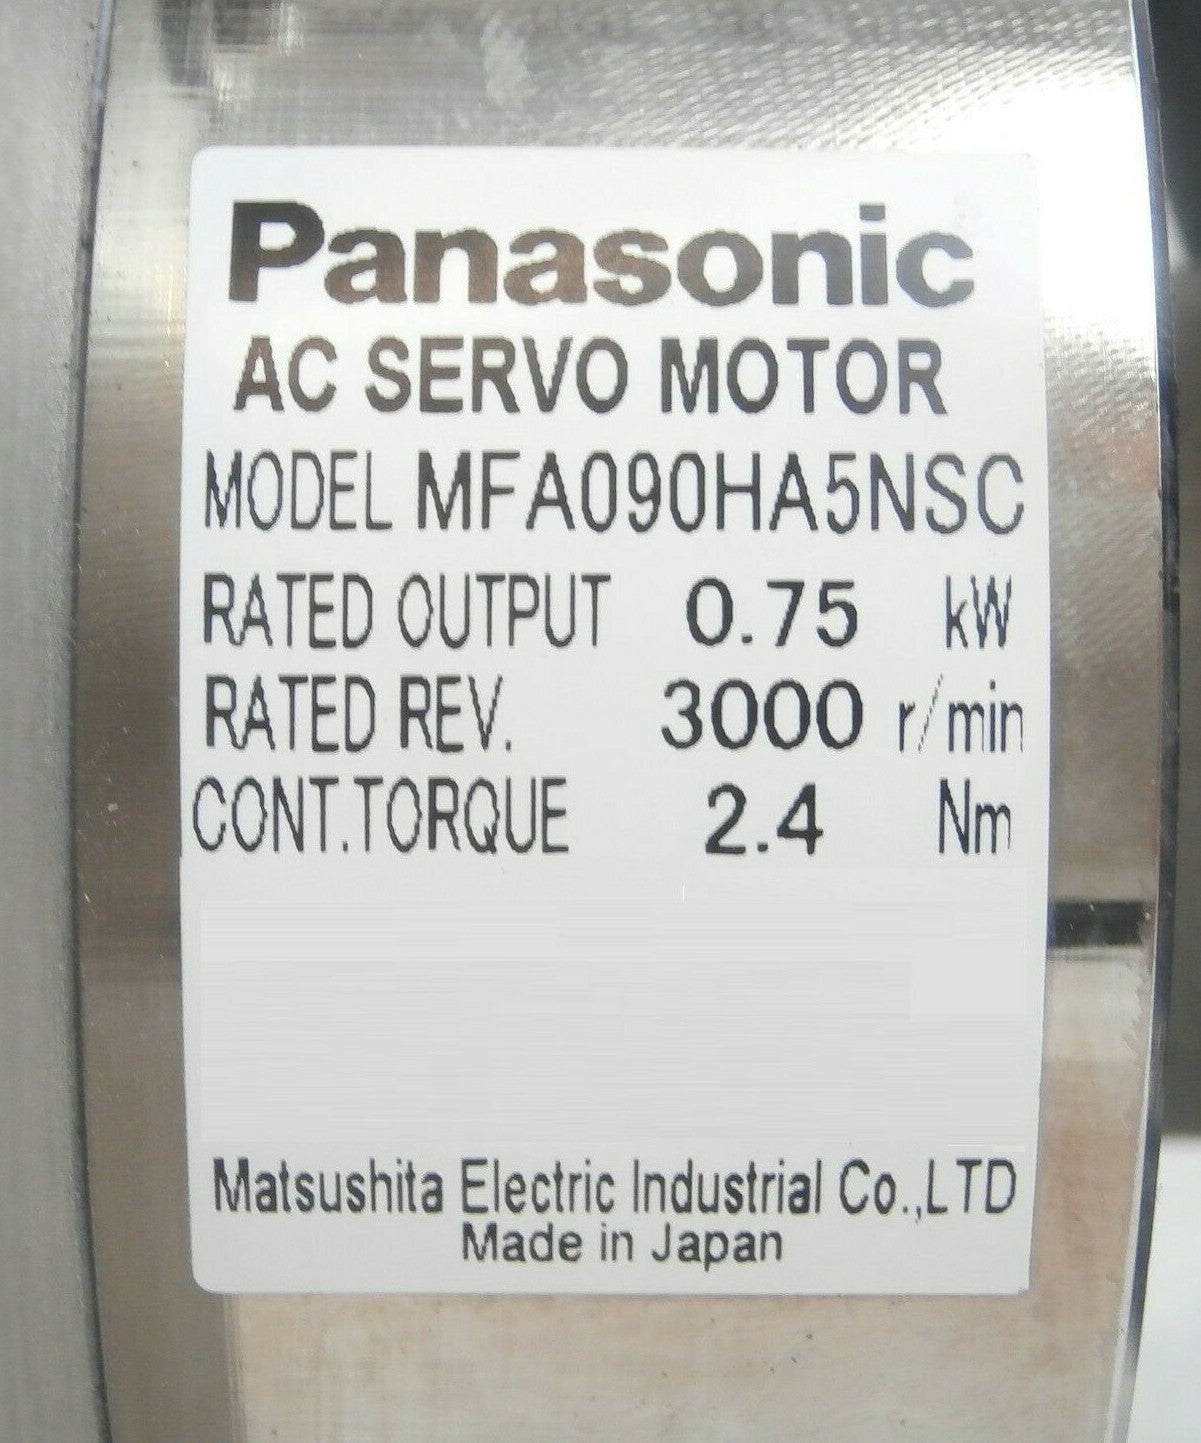 Panasonic
AC SERVO MOTOR
MODEL MFA090HA5NSC
RATED OUTPUT 0.75 kW
RATED REV. 3000 r/min
CONT.TORQUE 2.4 Nm
Matsushita Electric Industrial Co.,LTD
Made in Japan